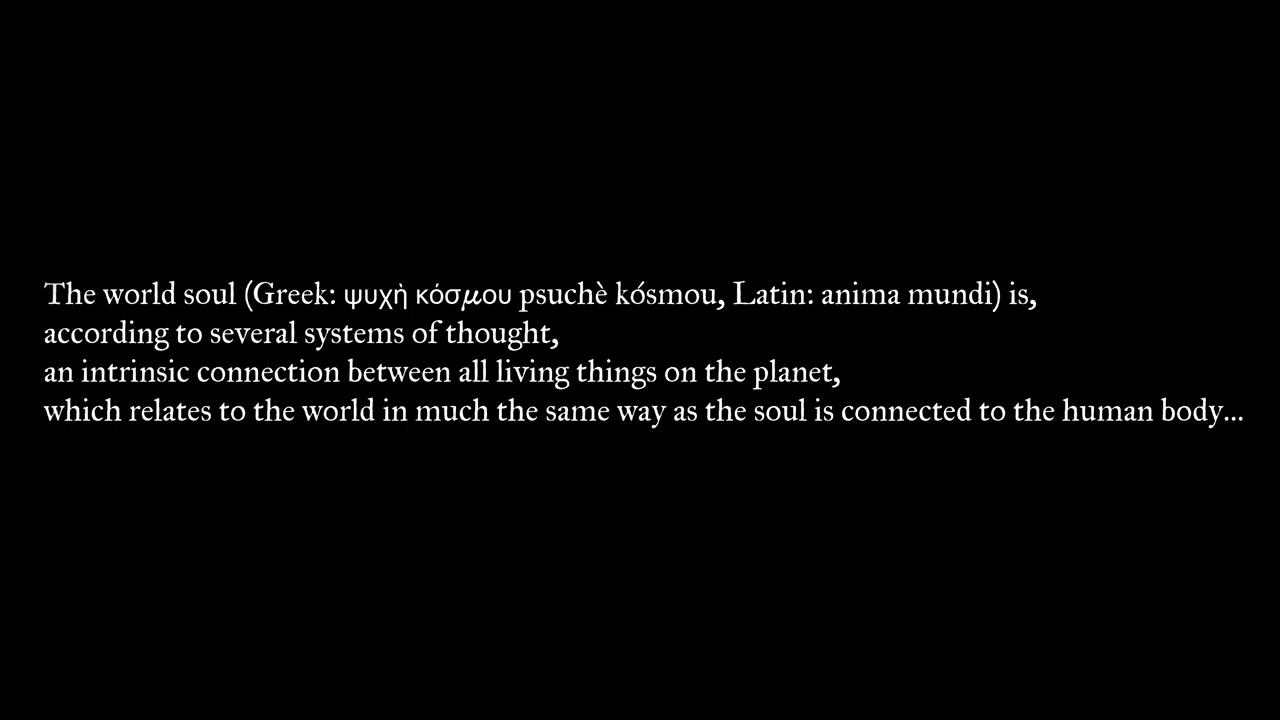 The world soul (Greek: ψυχὴ κόσμου psuchè kósmou, Latin: anima mundi) is,
according to several systems of thought,
an intrinsic connection between all living things on the planet,
which relates to the world in much the same way as the soul is connected to the human body...